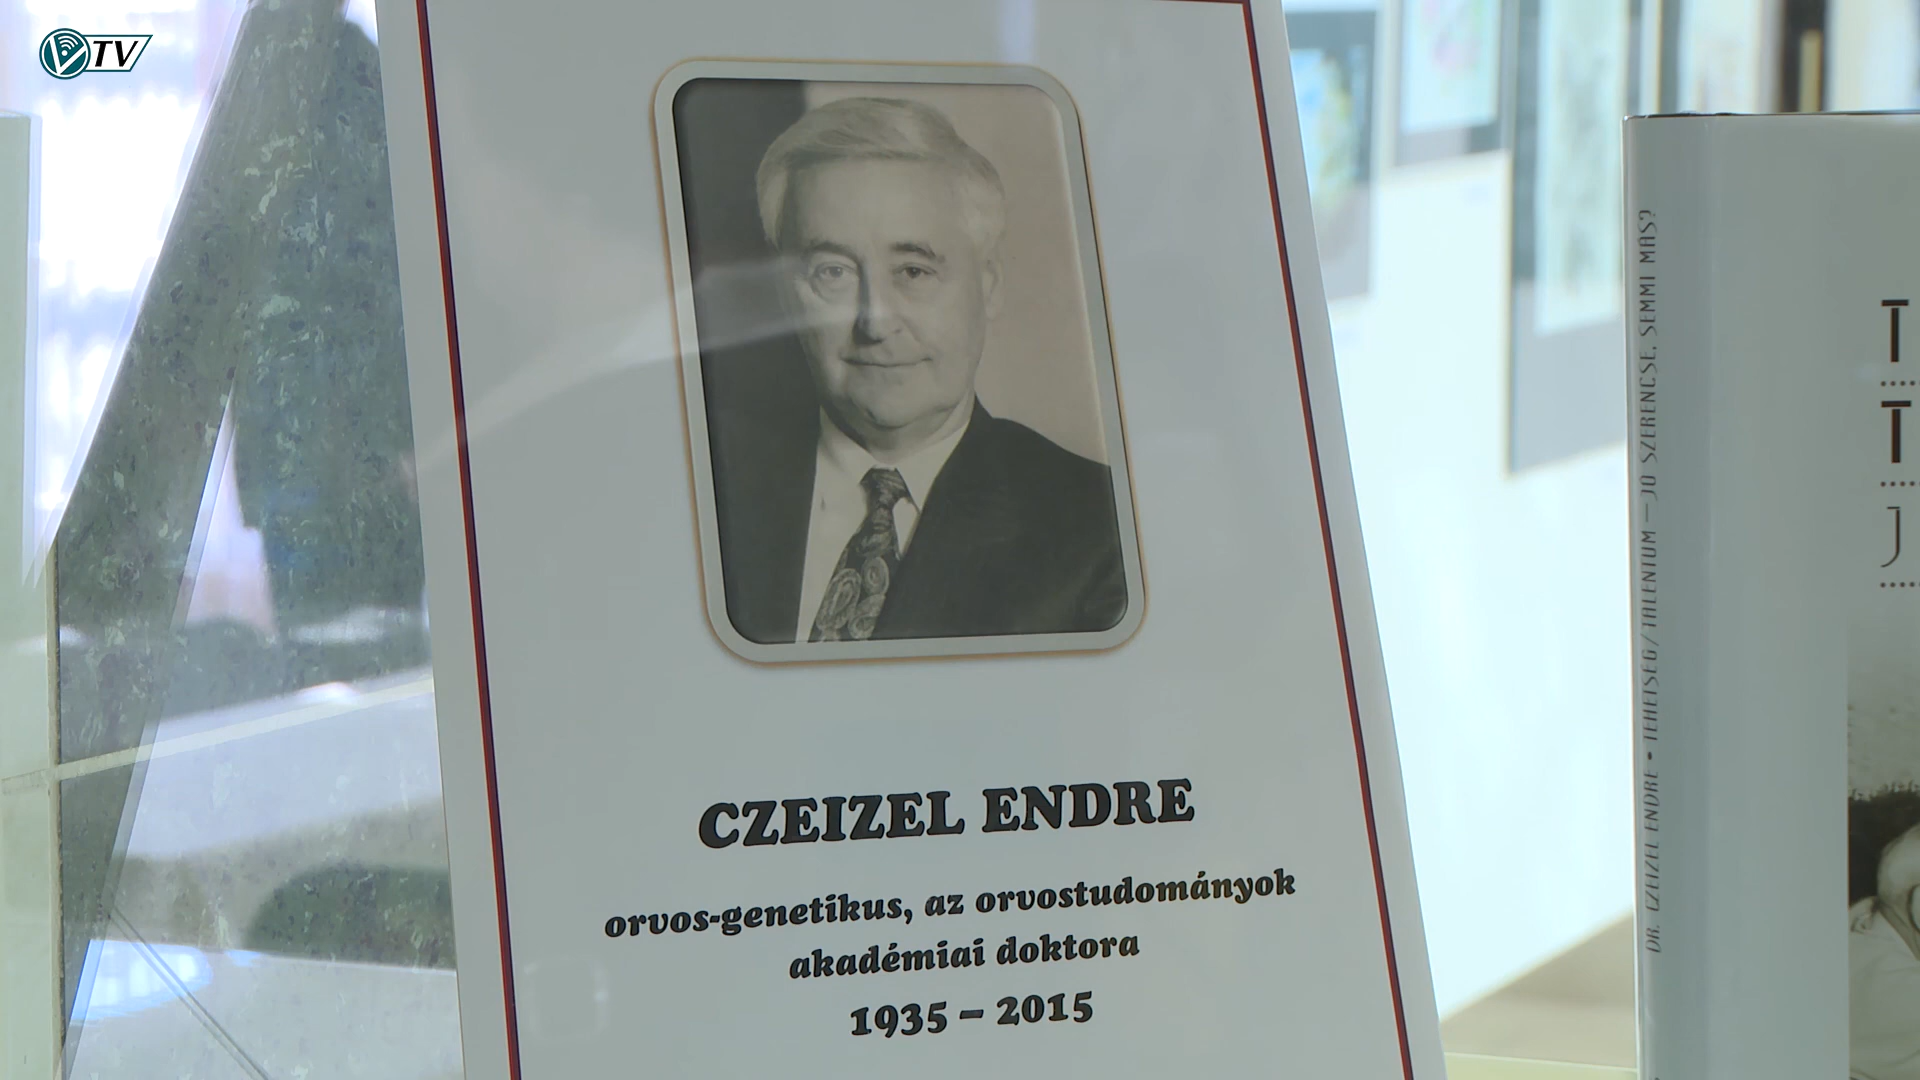 TV
CZEIZEL ENDRE
orvos-genetikus, az orvostudományok
akadémiai doktora
1935 – 2015
DR. CZEIZEL ENDRE • TEHETSÉG/TALENTUM – JÓ SZERENCSE, SEMMI MÁS?
T
T
J